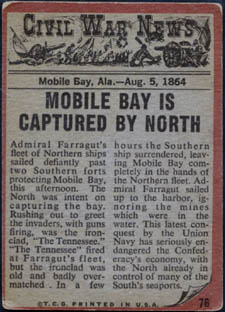 CIVIL WAR NEWS
Mobile Bay, Ala.—Aug. 5, 1864
MOBILE BAY IS
CAPTURED BY NORTH
Admiral Farragut's
fleet of Northern ships
sailed defiantly past
two Southern forts
protecting Mobile Bay,
this afternoon. The
North was intent on
capturing the bay.
Rushing out to greet
the invaders, with guns
firing, was the iron-
clad, "The Tennessee."
"The Tennessee" fired
at Farragut's fleet,
but the ironclad was
old and badly over-
matched. In a few
hours the Southern
ship surrendered, leav-
ing Mobile Bay com-
pletely in the hands of
the Northern fleet. Ad-
miral Farragut sailed
up to the harbor, ig-
noring the mines
which were in the
water. This latest con-
quest by the Union
Navy has seriously en-
dangered the Confed-
eracy's economy, with
the North already in
control of many of the
South's seaports.
©T.C.G. PRINTED IN U.S.A.
76